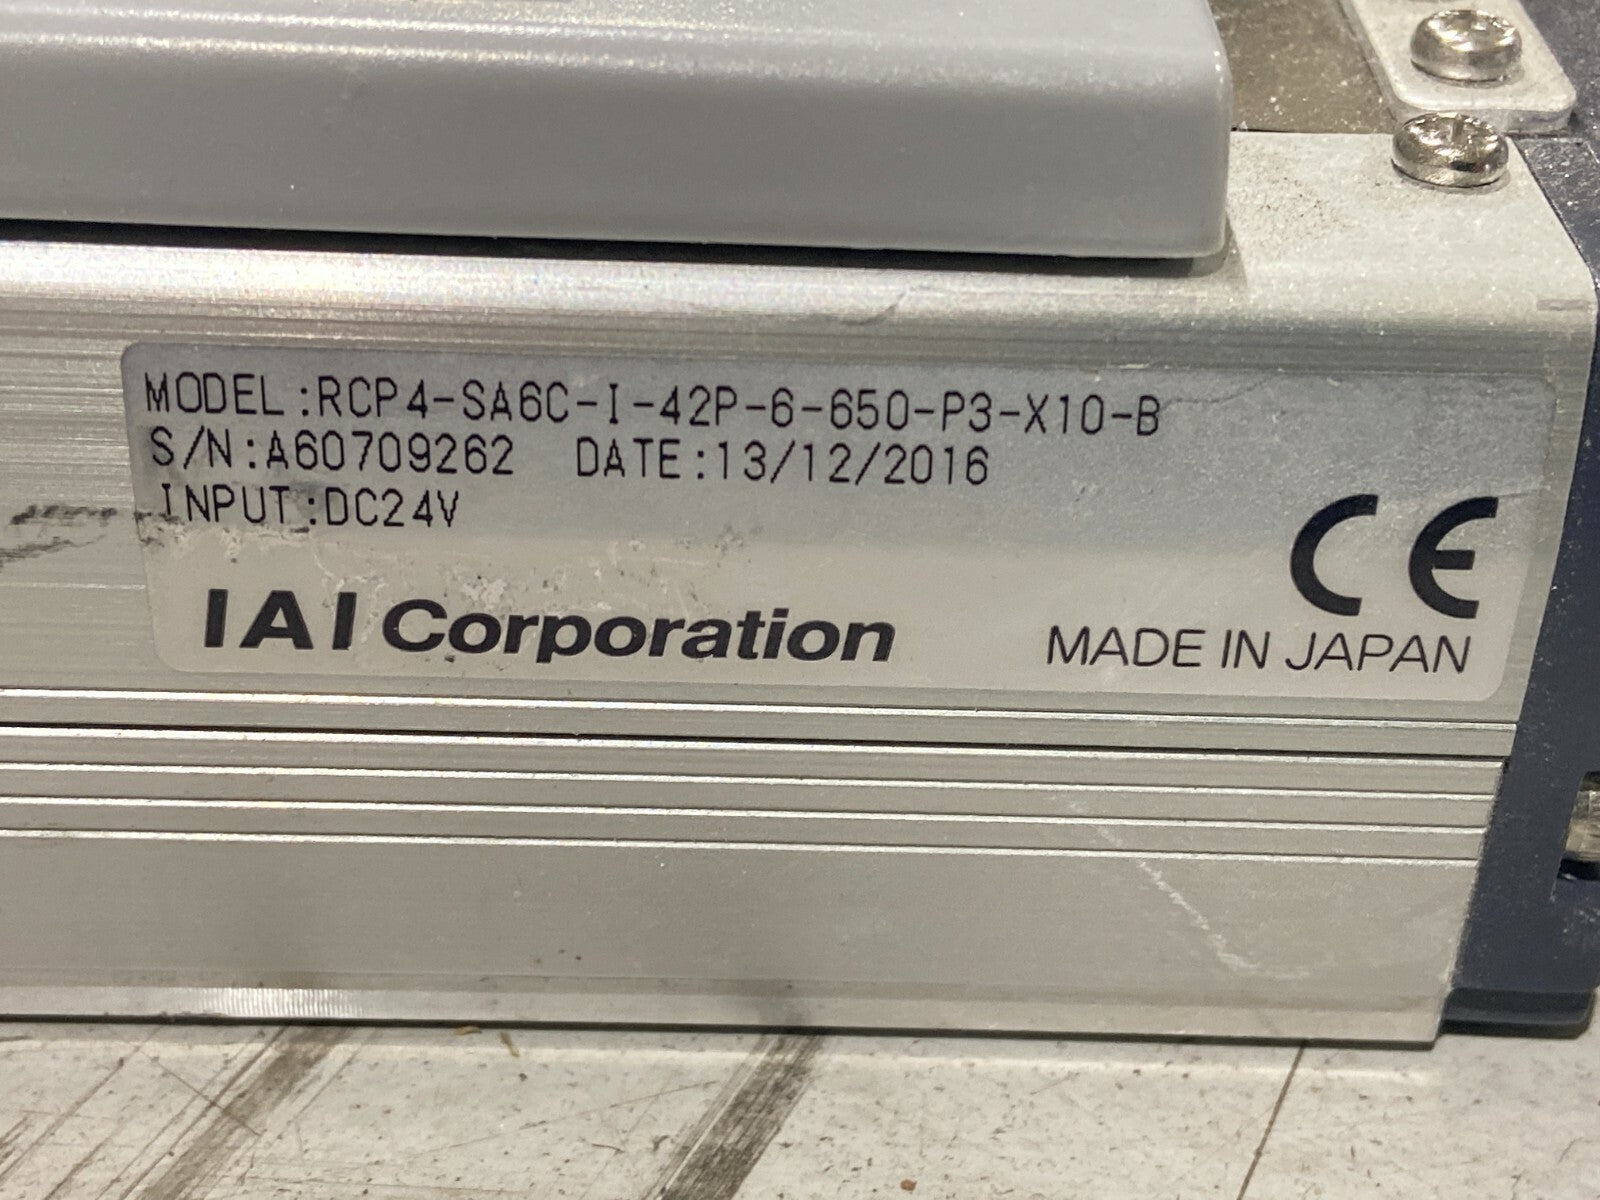 MODEL:RCP4-SA6C-I-42P-6-650-P3-X10-B
S/N:A60709262 DATE:13/12/2016
INPUT:DC24V
CE
IAI Corporation
MADE IN JAPAN